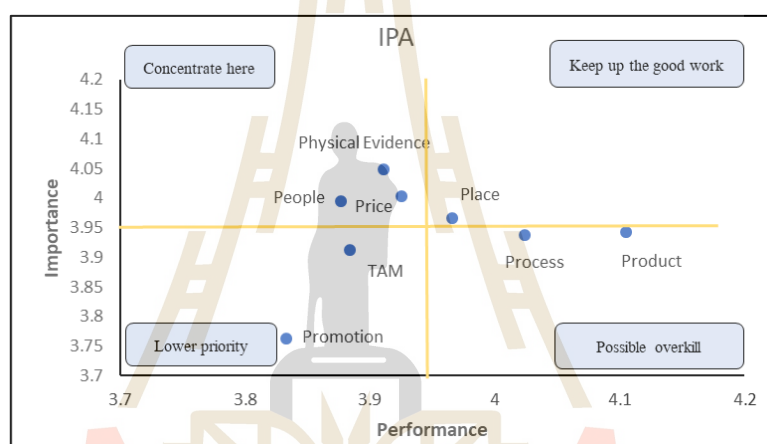 IPA
Concentrate here
Keep up the good work
Importance
4.2
4.15
4.1
4.05
4
3.95
3.9
3.85
3.8
3.75
3.7
Physical Evidence
People
Price
Place
TAM
Process
Product
Promotion
Lower priority
Possible overkill
3.7 3.8 3.9 4 4.1 4.2
Performance